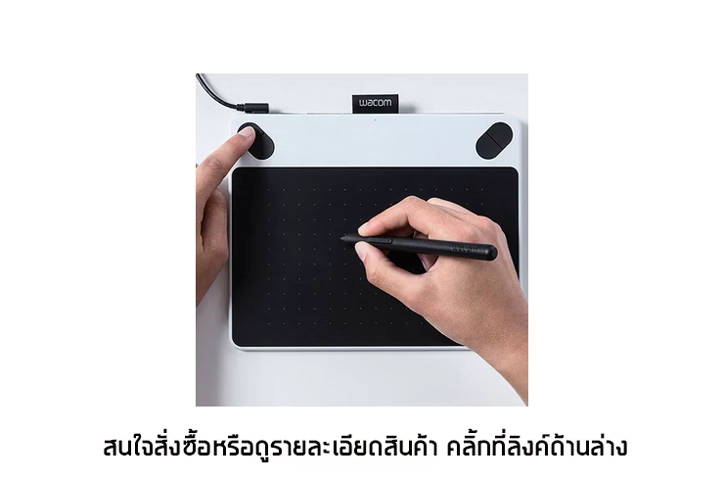 wacom
สนใจสั่งซื้อหรือดูรายละเอียดสินค้า คลิ้กที่ลิงค์ด้านล่าง